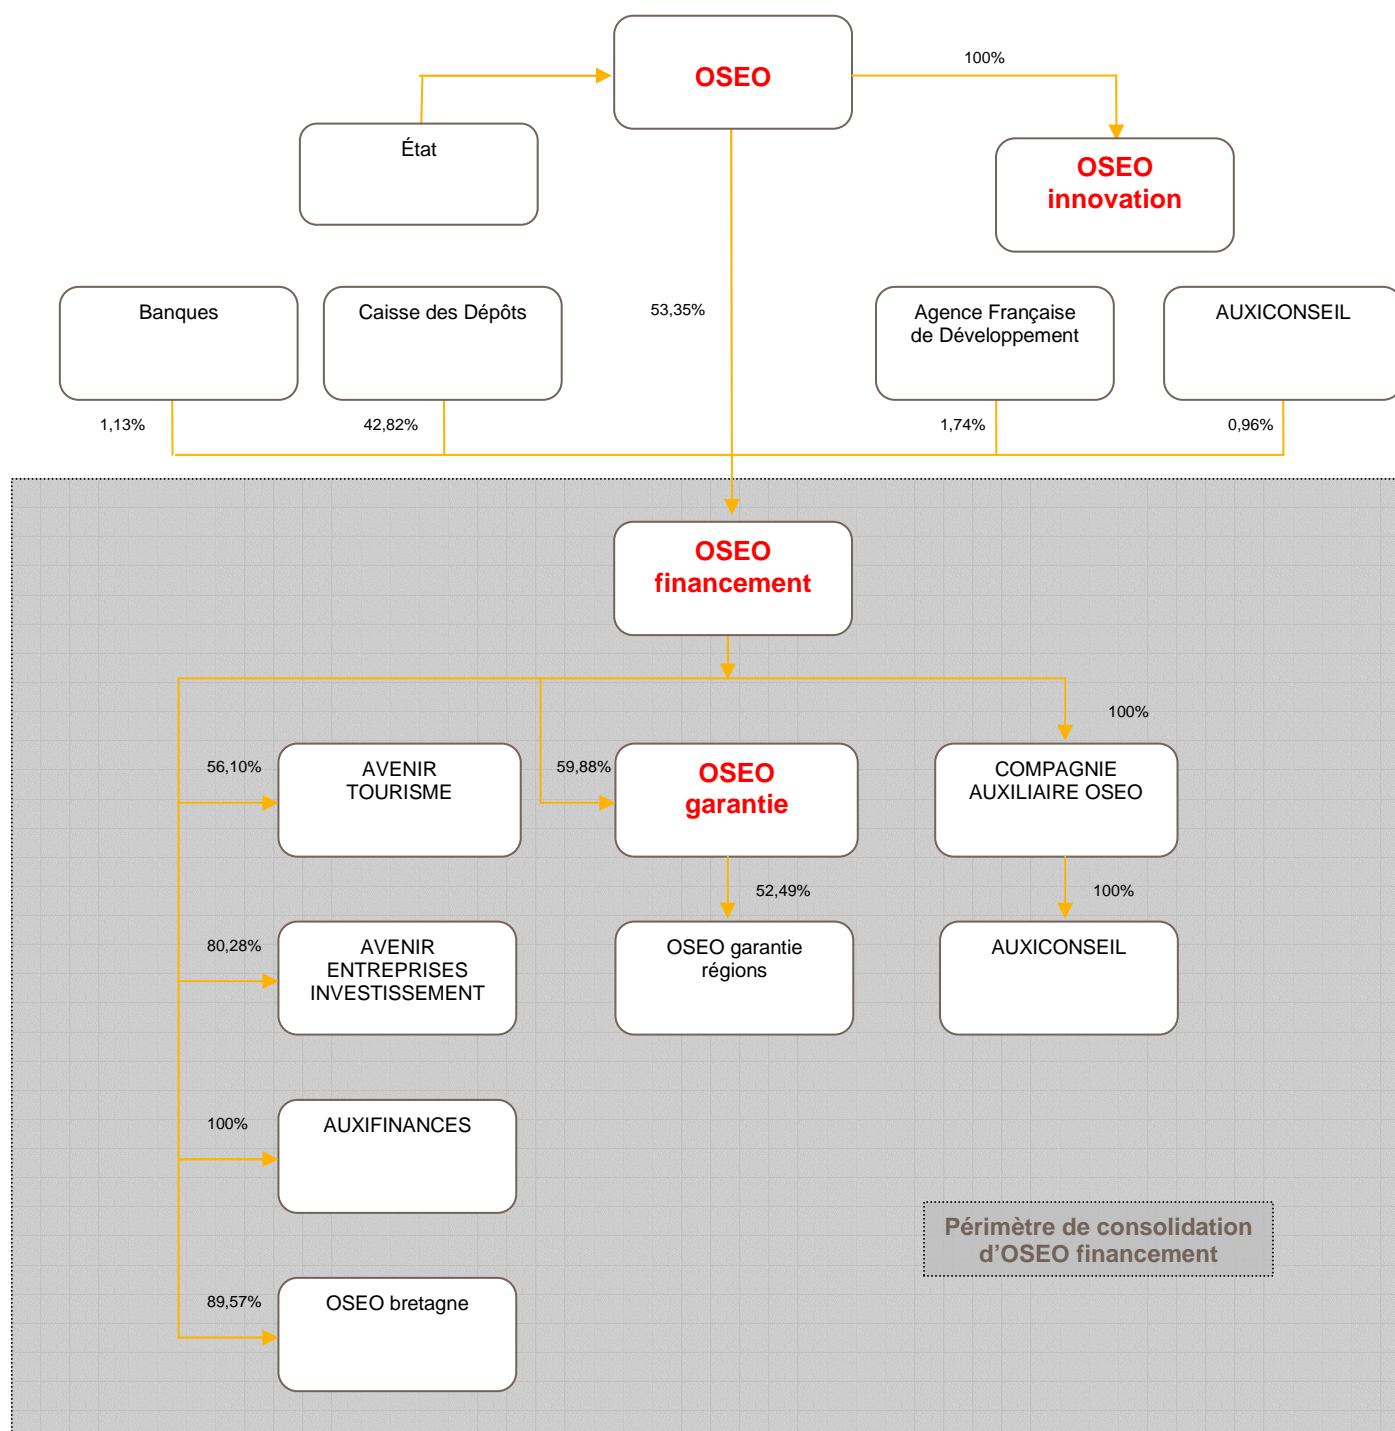 OSEO
100%
État
OSEO
innovation
Banques
Caisse des Dépôts
53,35%
Agence Française
de Développement
AUXICONSEIL
1,13%
42,82%
1,74%
0,96%
OSEO
financement
100%
56,10%
AVENIR
TOURISME
59,88%
OSEO
garantie
COMPAGNIE
AUXILIAIRE OSEO
52,49%
100%
80,28%
AVENIR
ENTREPRISES
INVESTISSEMENT
OSEO garantie
régions
AUXICONSEIL
100%
AUXIFINANCES
Périmètre de consolidation
d’OSEO financement
89,57%
OSEO bretagne